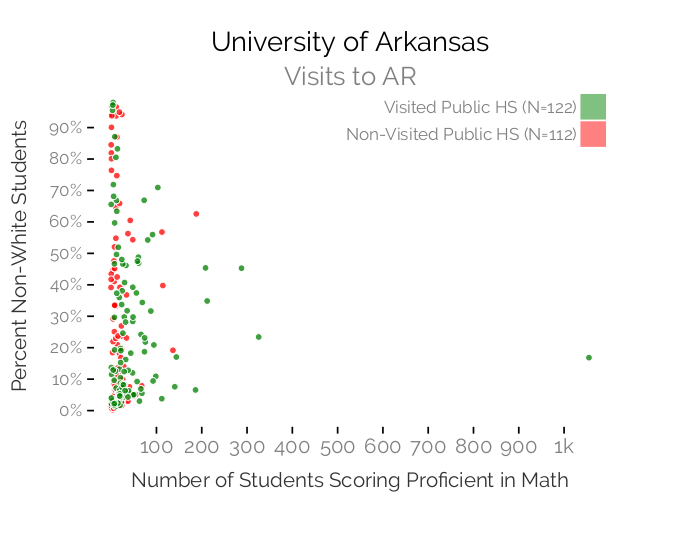 University of Arkansas
Visits to AR
Visited Public HS (N=122)
Non-Visited Public HS (N=112)
Percent Non-White Students
90%
80%
70%
60%
50%
40%
30%
20%
10%
0%
100 200 300 400 500 600 700 800 900 1k
Number of Students Scoring Proficient in Math